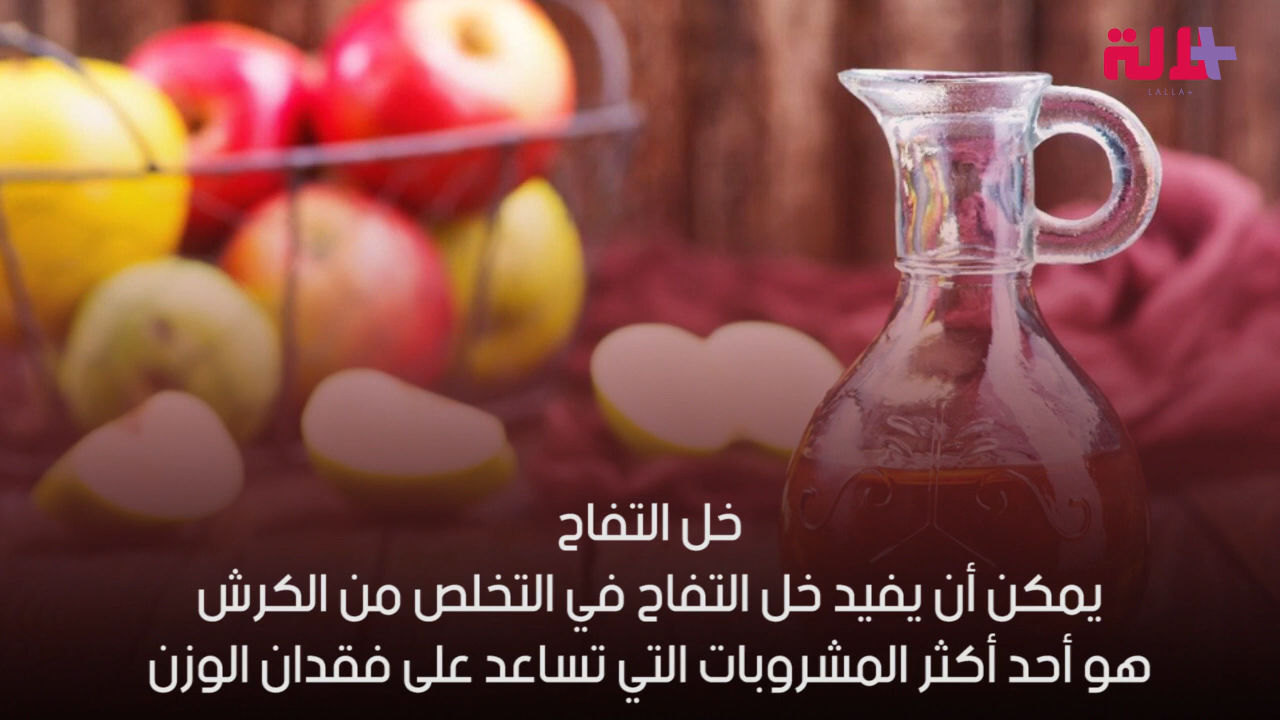 لالة+
LALLA+
خل التفاح
يمكن أن يفيد خل التفاح في التخلص من الكرش
هو أحد أكثر المشروبات التي تساعد على فقدان الوزن